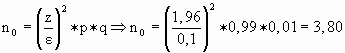 n₀ = (z/ε)² * p * q ⇒ n₀ = (1,96/0,1)² * 0,99 * 0,01 = 3,80